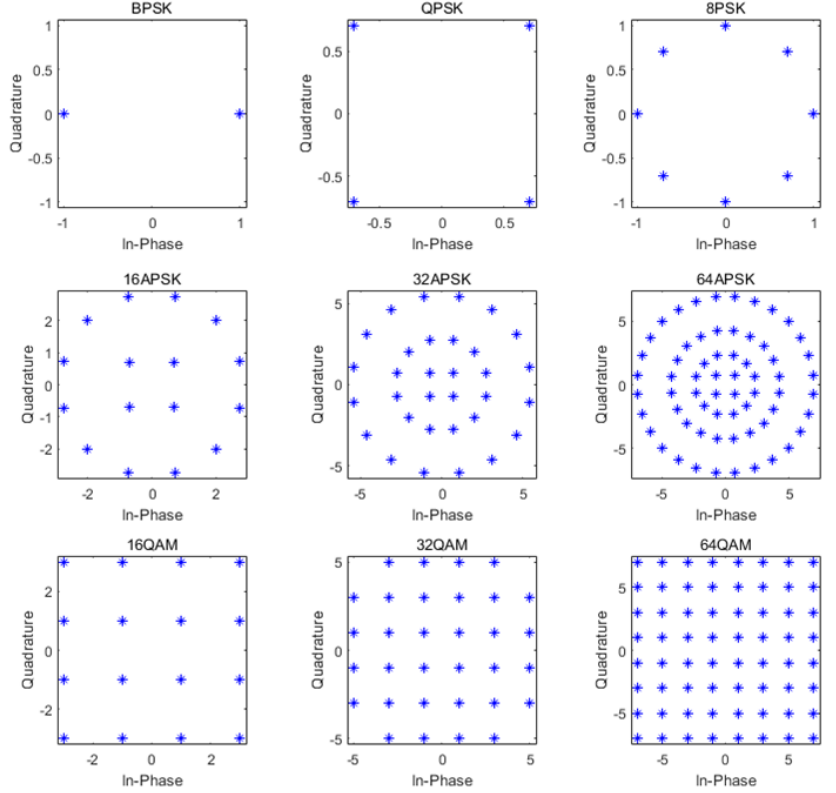 BPSK
QPSK
8PSK
1
0.5
0
-0.5
-1
Quadrature
-1
0
1
In-Phase
0.5
0
-0.5
Quadrature
-0.5
0
0.5
In-Phase
1
0.5
0
-0.5
-1
Quadrature
-1
0
1
In-Phase
16APSK
32APSK
64APSK
2
1
0
-1
-2
Quadrature
-2
0
2
In-Phase
5
0
-5
Quadrature
-5
0
5
In-Phase
5
0
-5
Quadrature
-5
0
5
In-Phase
16QAM
32QAM
64QAM
2
0
-2
Quadrature
-2
0
2
In-Phase
5
0
-5
Quadrature
-5
0
5
In-Phase
5
0
-5
Quadrature
-5
0
5
In-Phase